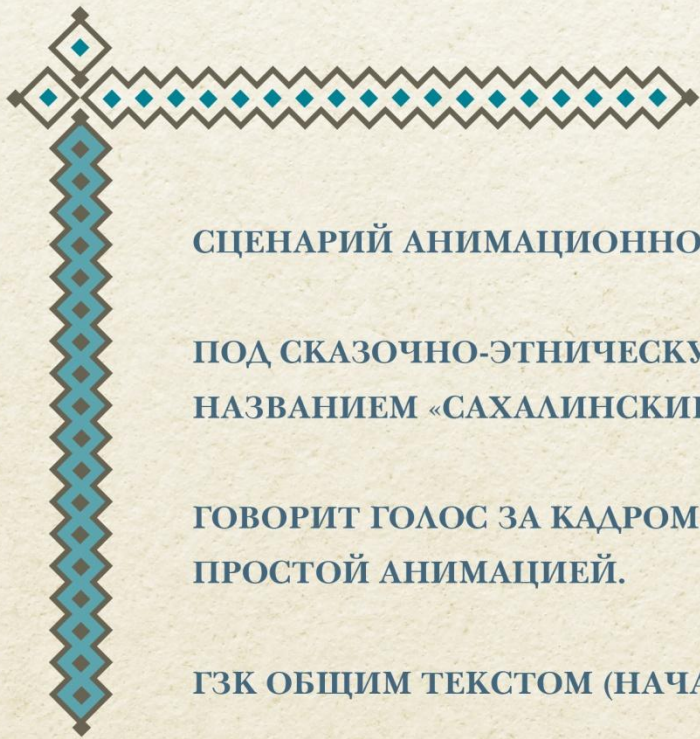 СЦЕНАРИЙ АНИМАЦИОННО
ПОД СКАЗОЧНО-ЭТНИЧЕСКУ
НАЗВАНИЕМ «САХАЛИНСКИ
ГОВОРИТ ГОЛОС ЗА КАДРОМ
ПРОСТОЙ АНИМАЦИЕЙ.
ГЗК ОБЩИМ ТЕКСТОМ (НАЧА